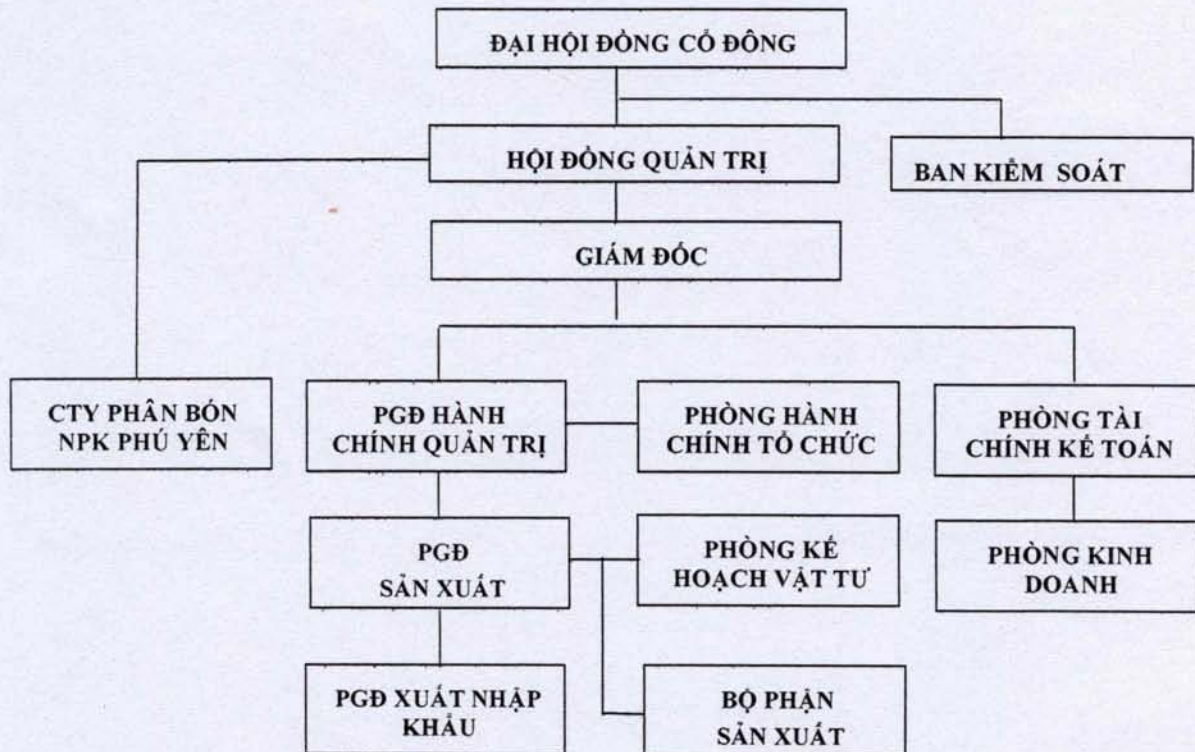 ĐẠI HỘI ĐỒNG CỔ ĐÔNG
HỘI ĐỒNG QUẢN TRỊ
BAN KIỂM SOÁT
GIÁM ĐỐC
CTY PHÂN BÓN
NPK PHÚ YÊN
PGĐ HÀNH
CHÍNH QUẢN TRỊ
PHÒNG HÀNH
CHÍNH TỔ CHỨC
PHÒNG TÀI
CHÍNH KẾ TOÁN
PGĐ
SẢN XUẤT
PHÒNG KẾ
HOẠCH VẬT TƯ
PHÒNG KINH
DOANH
PGĐ XUẤT NHẬP
KHẨU
BỘ PHẬN
SẢN XUẤT